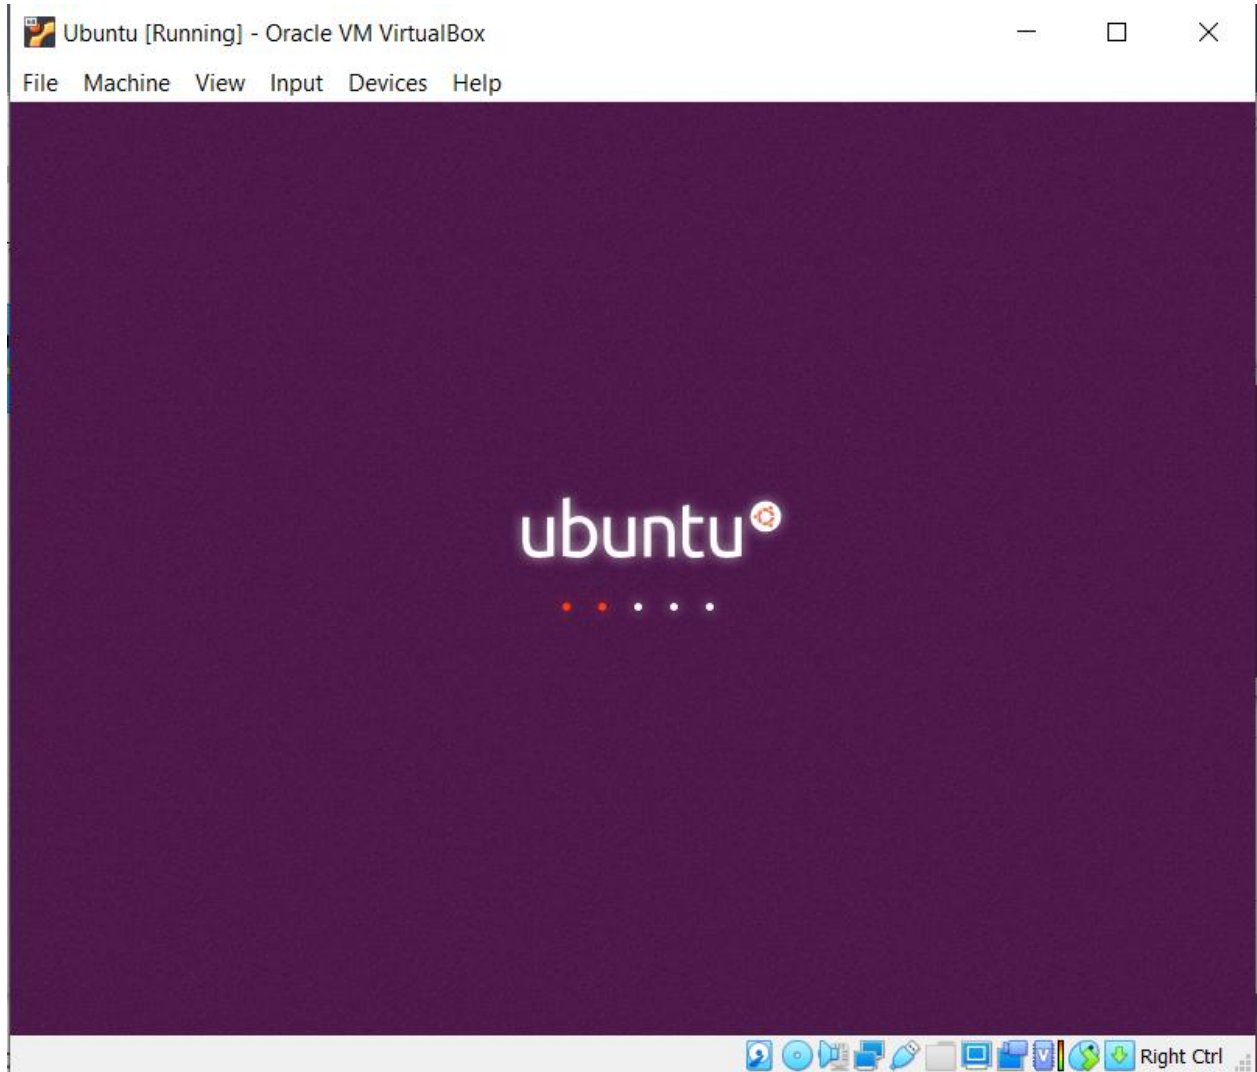 Ubuntu [Running] - Oracle VM VirtualBox
File Machine View Input Devices Help
ubuntu
Right Ctrl